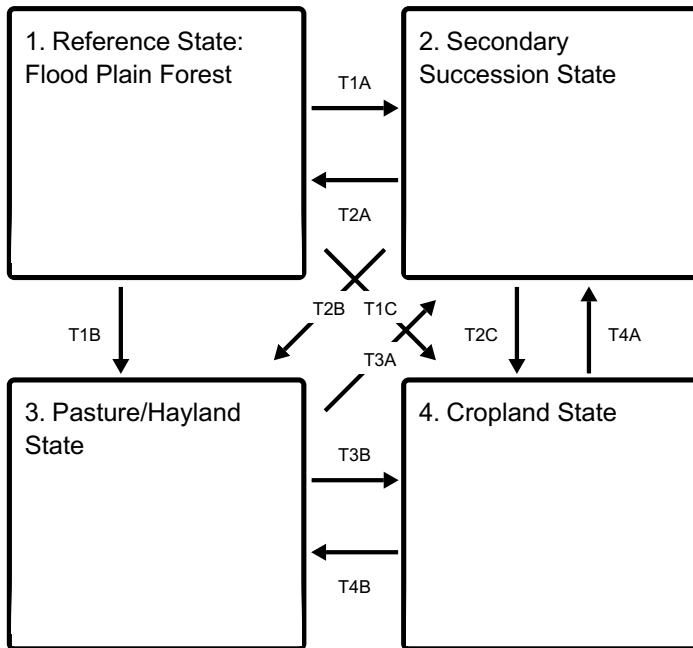 1. Reference State:
Flood Plain Forest
2. Secondary
Succession State
T1A
T2A
T2B
T1C
T1B
T3A
T2C
T4A
3. Pasture/Hayland
State
4. Cropland State
T3B
T4B